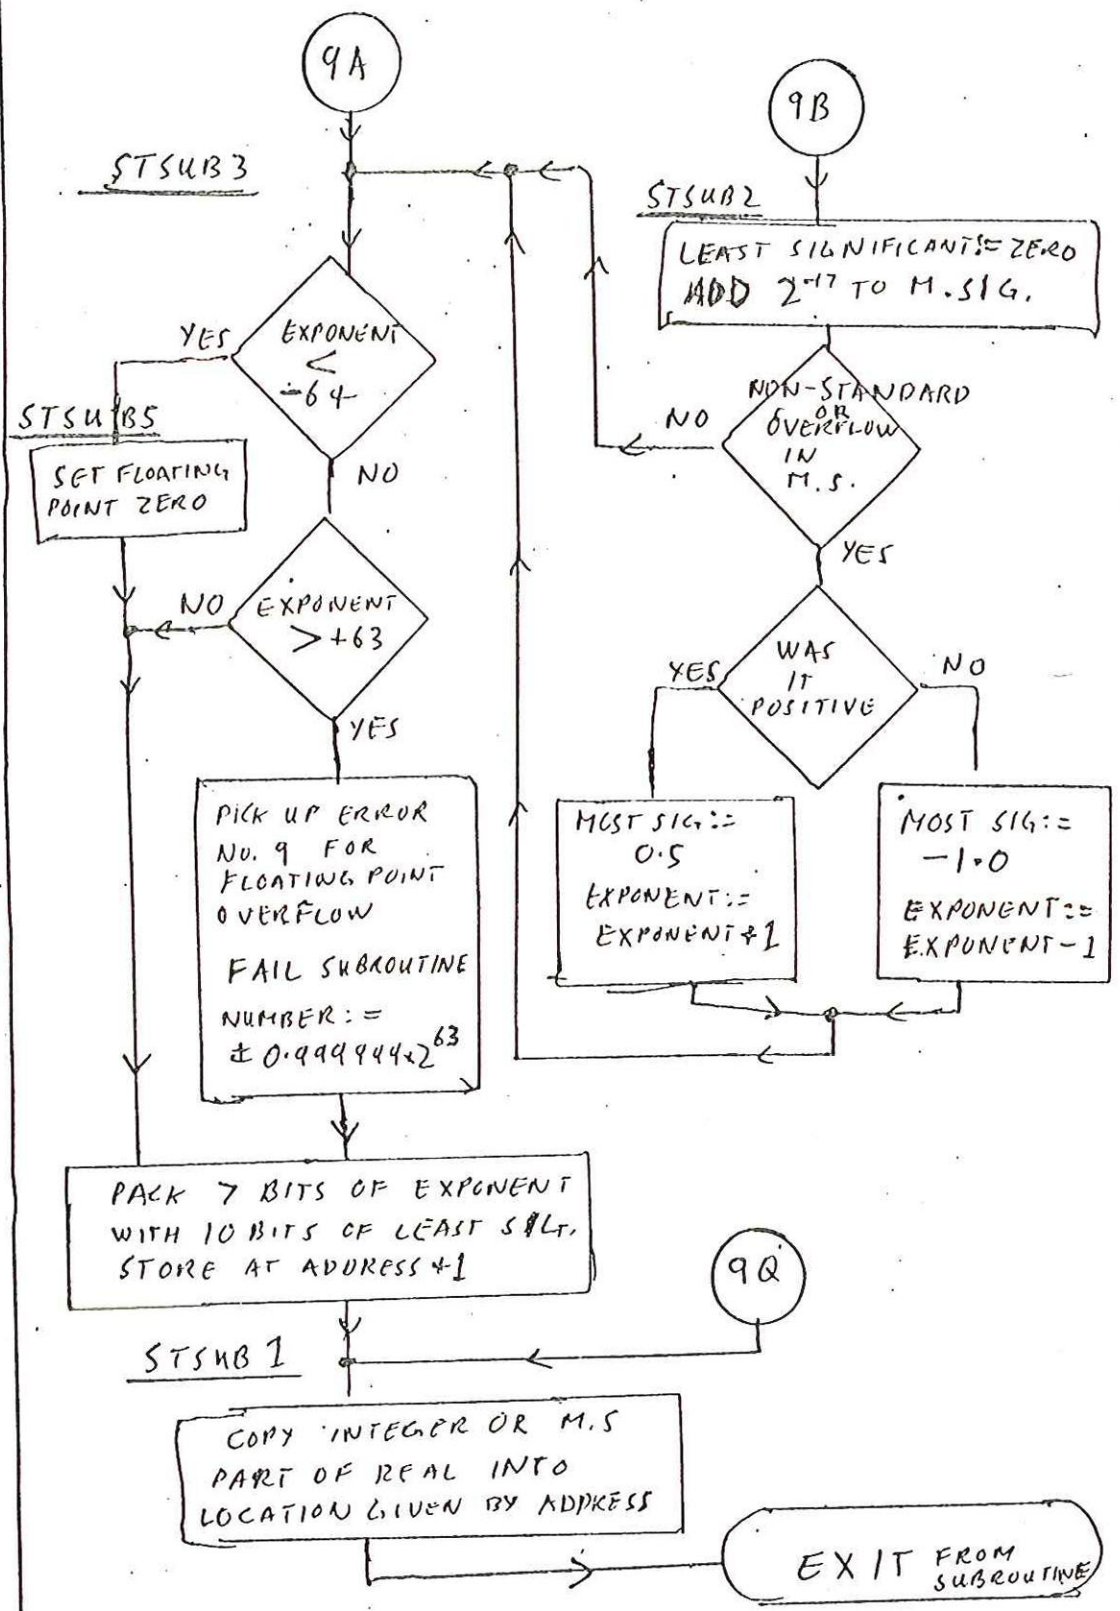 9A
STSUB3
EXPONENT
<
-64
YES
NO
STSUB5
SET FLOATING
POINT ZERO
EXPONENT
> +63
NO
YES
PICK UP ERROR
NO. 9 FOR
FLOATING POINT
OVERFLOW
FAIL SUBROUTINE
NUMBER :=
± 0.999999*2^63
PACK 7 BITS OF EXPONENT
WITH 10 BITS OF LEAST SIG.
STORE AT ADDRESS +1
9B
STSUB2
LEAST SIGNIFICANT:= ZERO
ADD 2^-17 TO M.SIG.
NON-STANDARD
OR
OVERFLOW
IN
M.S.
NO
YES
WAS
IT
POSITIVE
YES
NO
MOST SIG:=
0.5
EXPONENT:=
EXPONENT+1
MOST SIG:=
-1.0
EXPONENT:=
EXPONENT-1
9Q
STSUB1
COPY INTEGER OR M.S
PART OF REAL INTO
LOCATION GIVEN BY ADDRESS
EXIT FROM
SUBROUTINE